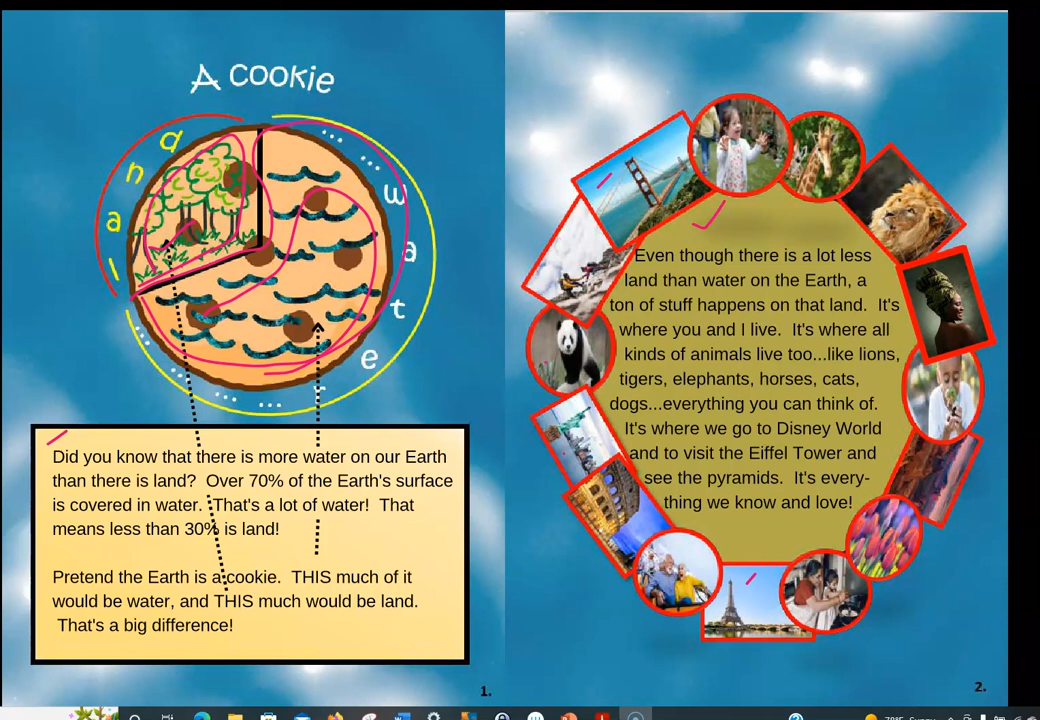 A cookie
land
water
Did you know that there is more water on our Earth
than there is land?  Over 70% of the Earth's surface
is covered in water.  That's a lot of water!  That
means less than 30% is land!
Pretend the Earth is a cookie.  THIS much of it
would be water, and THIS much would be land.
That's a big difference!
1.
Even though there is a lot less
land than water on the Earth, a
ton of stuff happens on that land.  It's
where you and I live.  It's where all
kinds of animals live too...like lions,
tigers, elephants, horses, cats,
dogs...everything you can think of.
It's where we go to Disney World
and to visit the Eiffel Tower and
see the pyramids.  It's every-
thing we know and love!
2.